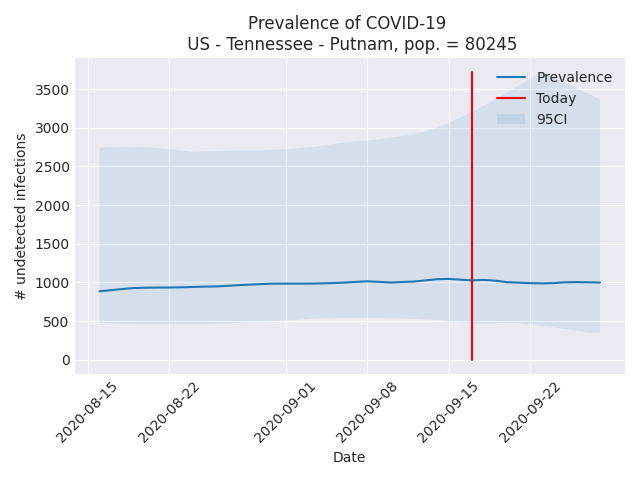 Prevalence of COVID-19
US - Tennessee - Putnam, pop. = 80245
Prevalence
Today
95CI
# undetected infections
3500
3000
2500
2000
1500
1000
500
0
2020-08-15
2020-08-22
2020-09-01
2020-09-08
2020-09-15
2020-09-22
Date